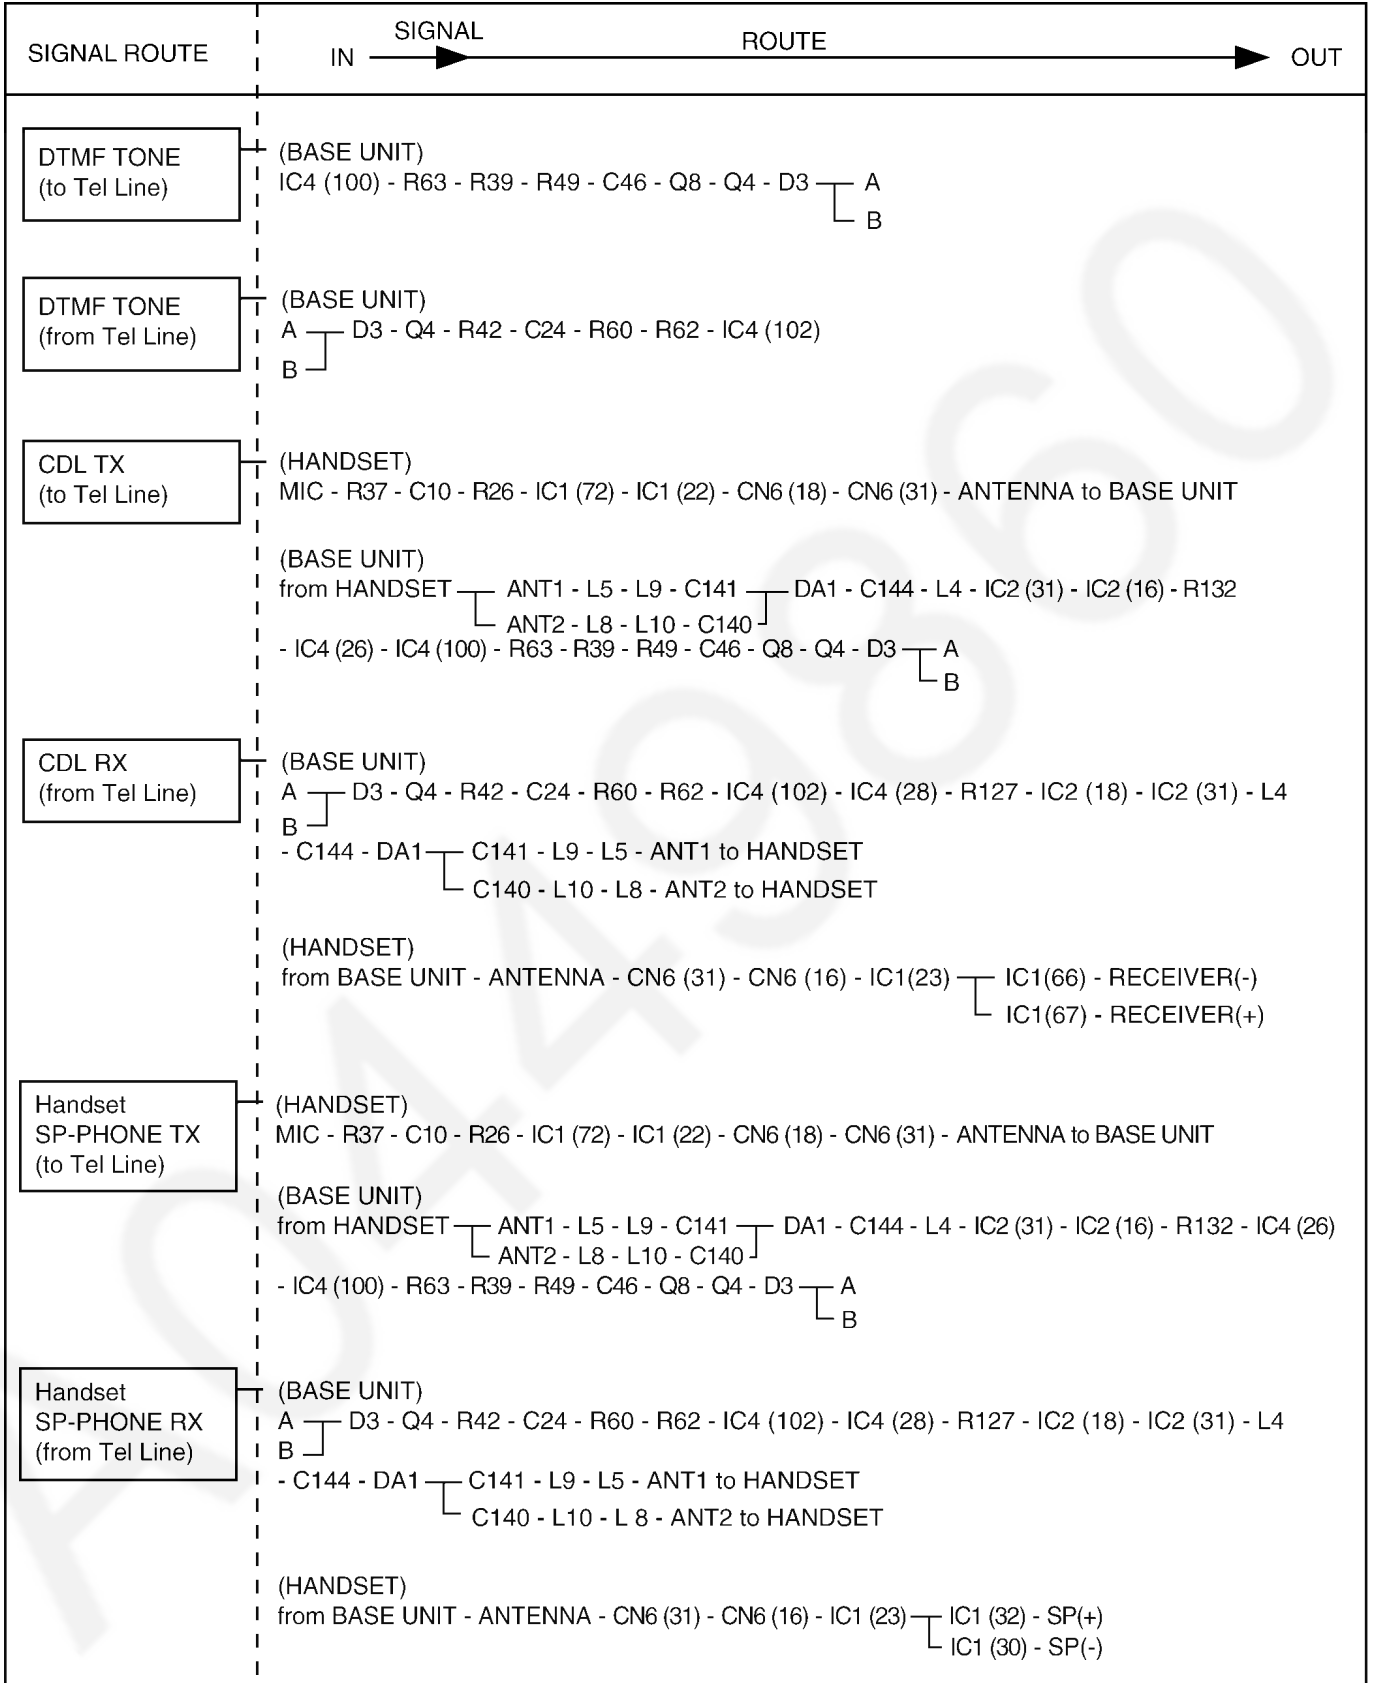 SIGNAL ROUTE
IN SIGNAL ROUTE OUT
DTMF TONE
(to Tel Line)
(BASE UNIT)
IC4 (100) - R63 - R39 - R49 - C46 - Q8 - Q4 - D3 A
B
DTMF TONE
(from Tel Line)
(BASE UNIT)
A D3 - Q4 - R42 - C24 - R60 - R62 - IC4 (102)
B
CDL TX
(to Tel Line)
(HANDSET)
MIC - R37 - C10 - R26 - IC1 (72) - IC1 (22) - CN6 (18) - CN6 (31) - ANTENNA to BASE UNIT
(BASE UNIT)
from HANDSET ANT1 - L5 - L9 - C141 DA1 - C144 - L4 - IC2 (31) - IC2 (16) - R132
ANT2 - L8 - L10 - C140
- IC4 (26) - IC4 (100) - R63 - R39 - R49 - C46 - Q8 - Q4 - D3 A
B
CDL RX
(from Tel Line)
(BASE UNIT)
A D3 - Q4 - R42 - C24 - R60 - R62 - IC4 (102) - IC4 (28) - R127 - IC2 (18) - IC2 (31) - L4
B
- C144 - DA1 C141 - L9 - L5 - ANT1 to HANDSET
C140 - L10 - L8 - ANT2 to HANDSET
(HANDSET)
from BASE UNIT - ANTENNA - CN6 (31) - CN6 (16) - IC1(23) IC1(66) - RECEIVER(-)
IC1(67) - RECEIVER(+)
Handset
SP-PHONE TX
(to Tel Line)
(HANDSET)
MIC - R37 - C10 - R26 - IC1 (72) - IC1 (22) - CN6 (18) - CN6 (31) - ANTENNA to BASE UNIT
(BASE UNIT)
from HANDSET ANT1 - L5 - L9 - C141 DA1 - C144 - L4 - IC2 (31) - IC2 (16) - R132 - IC4 (26)
ANT2 - L8 - L10 - C140
- IC4 (100) - R63 - R39 - R49 - C46 - Q8 - Q4 - D3 A
B
Handset
SP-PHONE RX
(from Tel Line)
(BASE UNIT)
A D3 - Q4 - R42 - C24 - R60 - R62 - IC4 (102) - IC4 (28) - R127 - IC2 (18) - IC2 (31) - L4
B
- C144 - DA1 C141 - L9 - L5 - ANT1 to HANDSET
C140 - L10 - L 8 - ANT2 to HANDSET
(HANDSET)
from BASE UNIT - ANTENNA - CN6 (31) - CN6 (16) - IC1 (23) IC1 (32) - SP(+)
IC1 (30) - SP(-)
A0449860